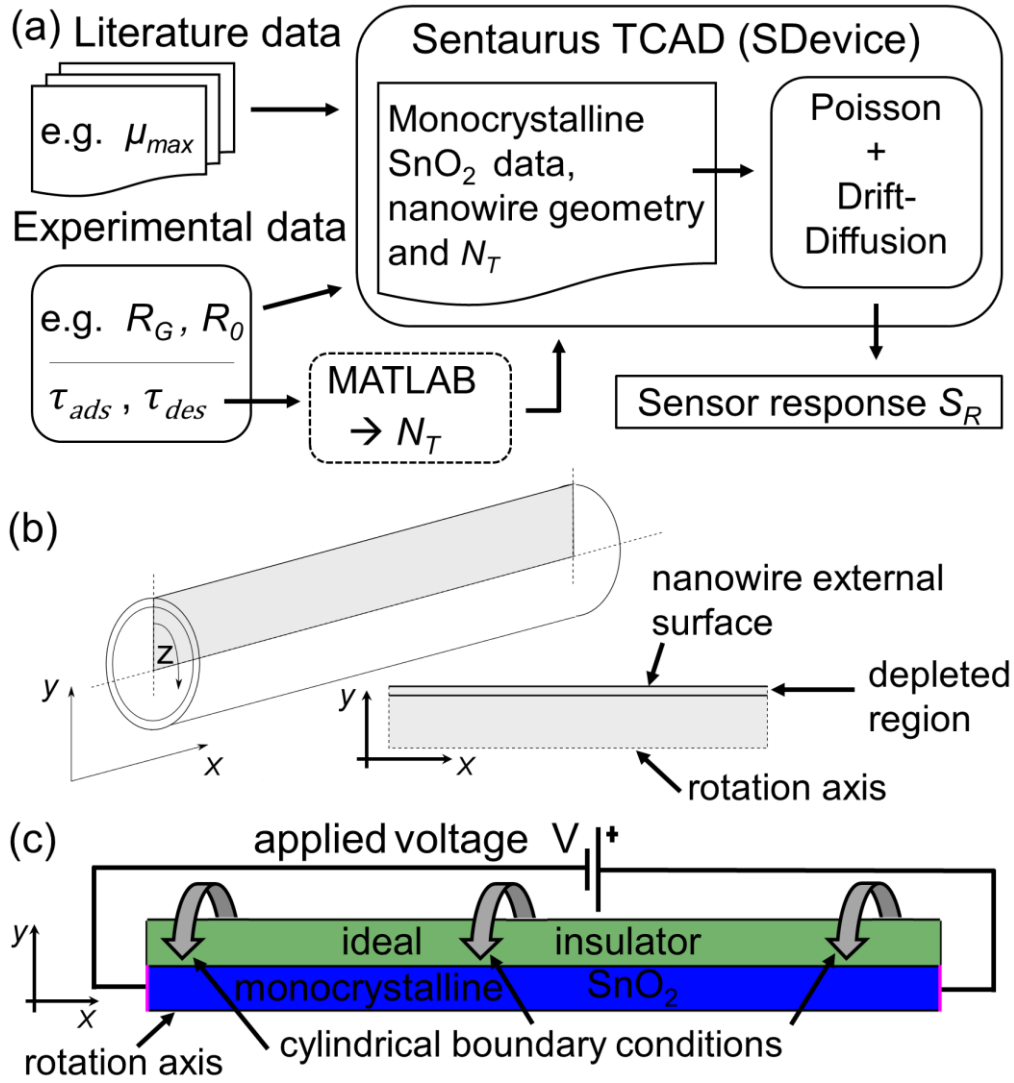 (a) Literature data
e.g. μmax
Experimental data
e.g. RG , R0
τads , τdes
MATLAB
→ NT
Sentaurus TCAD (SDevice)
Monocrystalline
SnO2 data,
nanowire geometry
and NT
Poisson
+
Drift-
Diffusion
Sensor response SR
(b)
z
y
x
nanowire external
surface
depleted
region
y
x
rotation axis
(c)
applied voltage V +
y
x
ideal insulator
monocrystalline SnO2
rotation axis
cylindrical boundary conditions